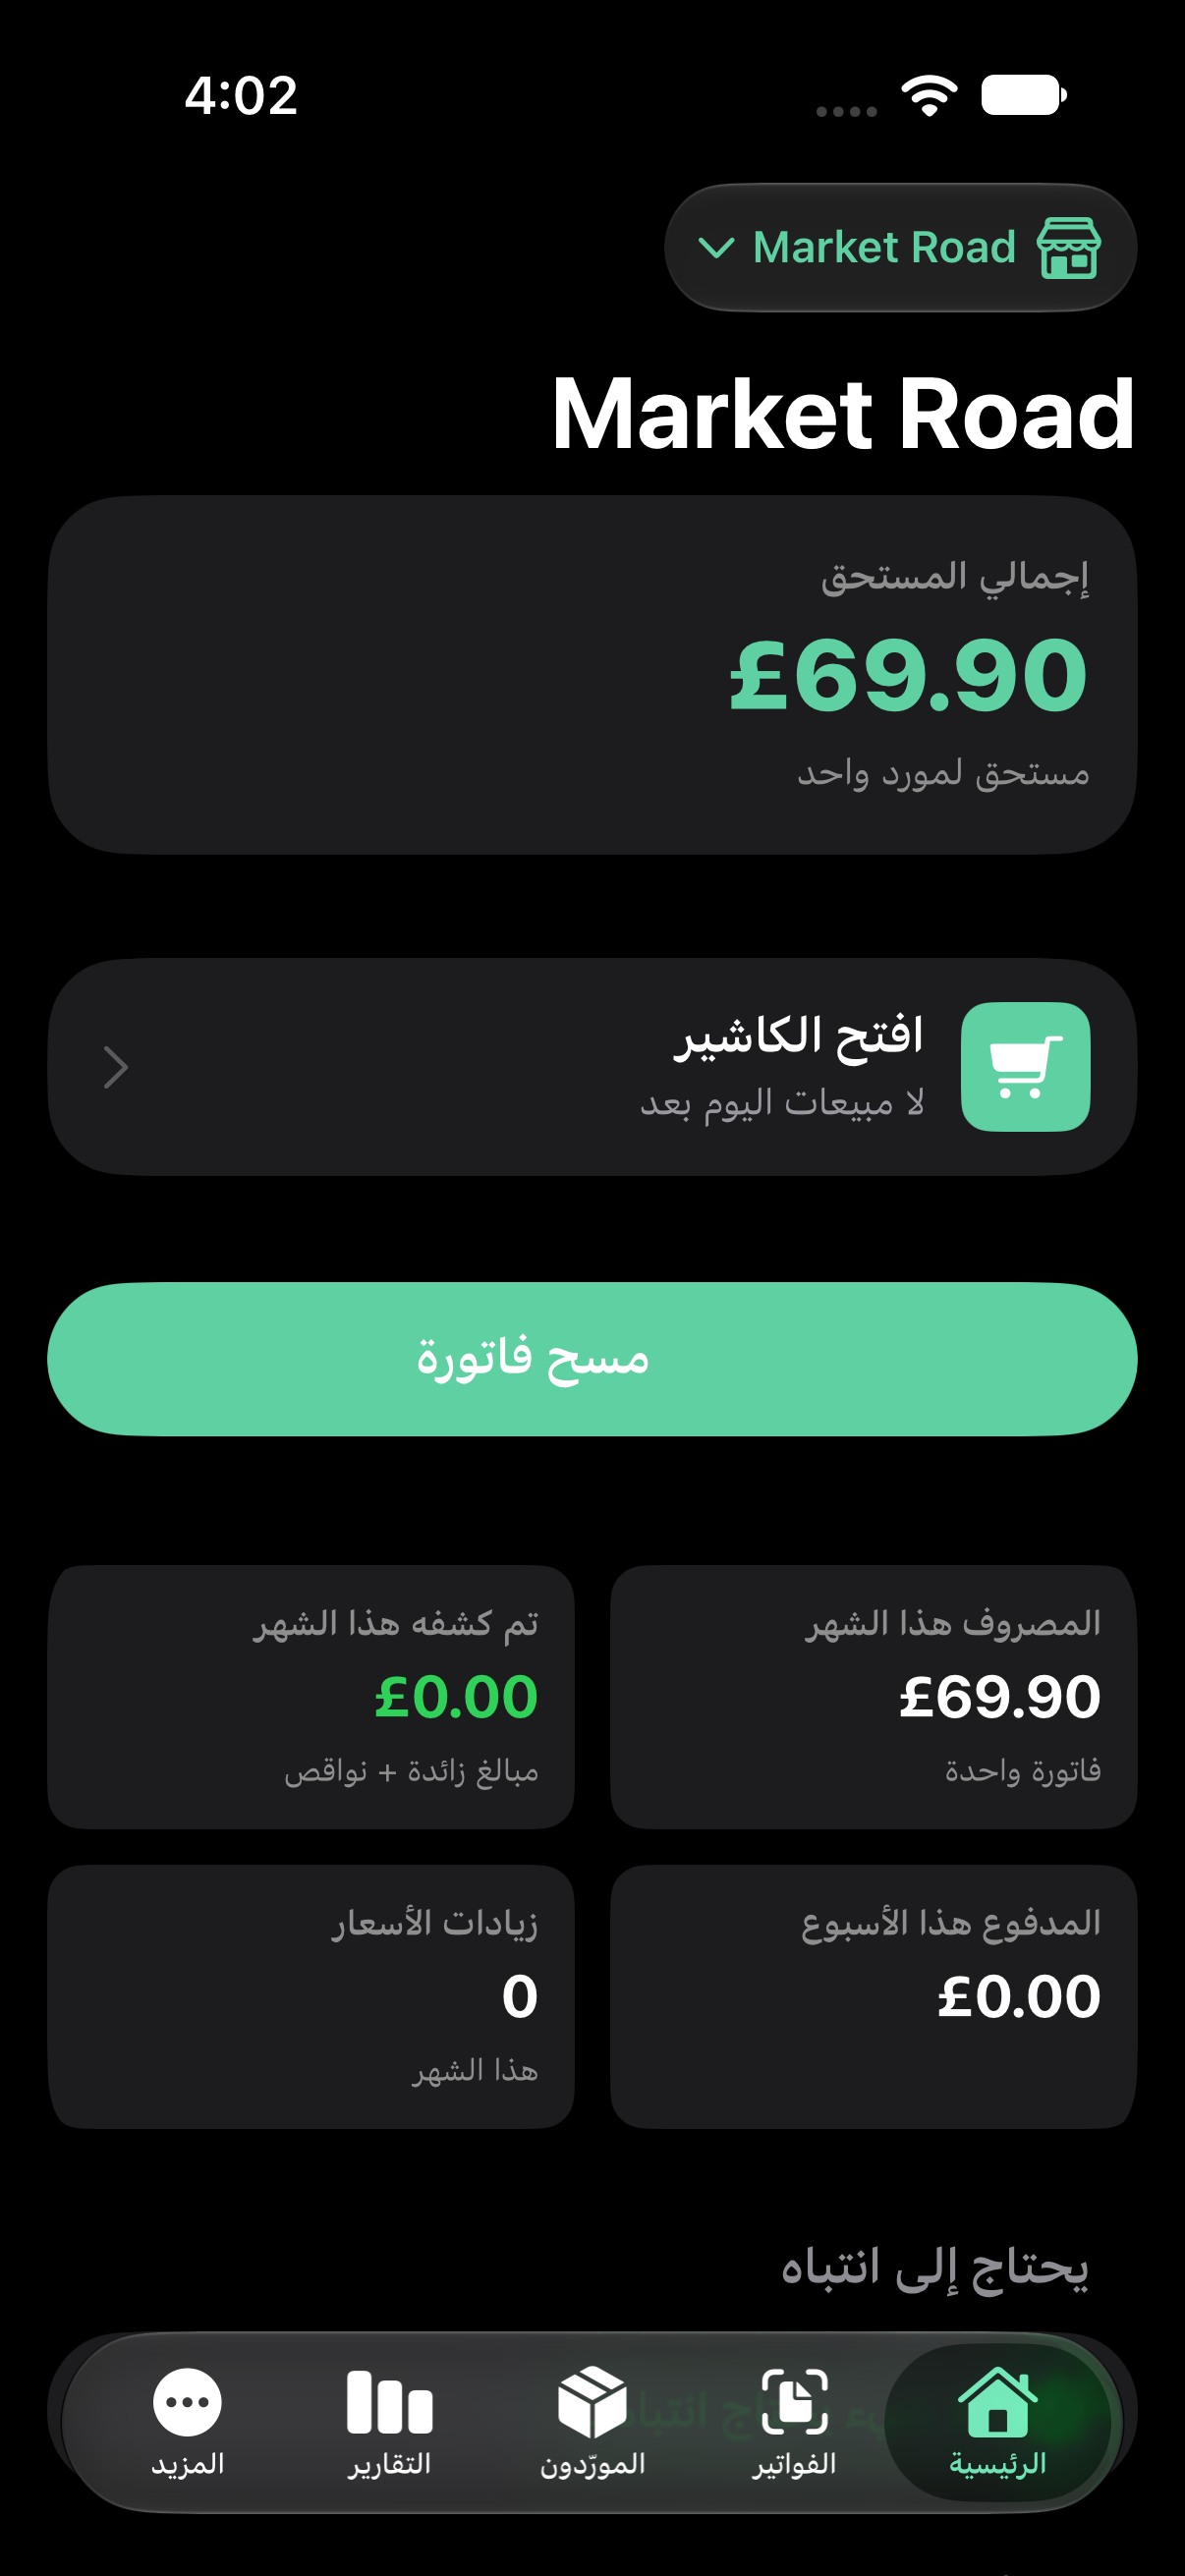 4:02
Market Road
Market Road
إجمالي المستحق
£69.90
مستحق لمورد واحد
افتح الكاشير
لا مبيعات اليوم بعد
مسح فاتورة
المصروف هذا الشهر
£69.90
فاتورة واحدة
تم كشفه هذا الشهر
£0.00
مبالغ زائدة + نواقص
المدفوع هذا الأسبوع
£0.00
زيادات الأسعار
0
هذا الشهر
يحتاج إلى انتباه
الرئيسية
الفواتير
المورّدون
التقارير
المزيد